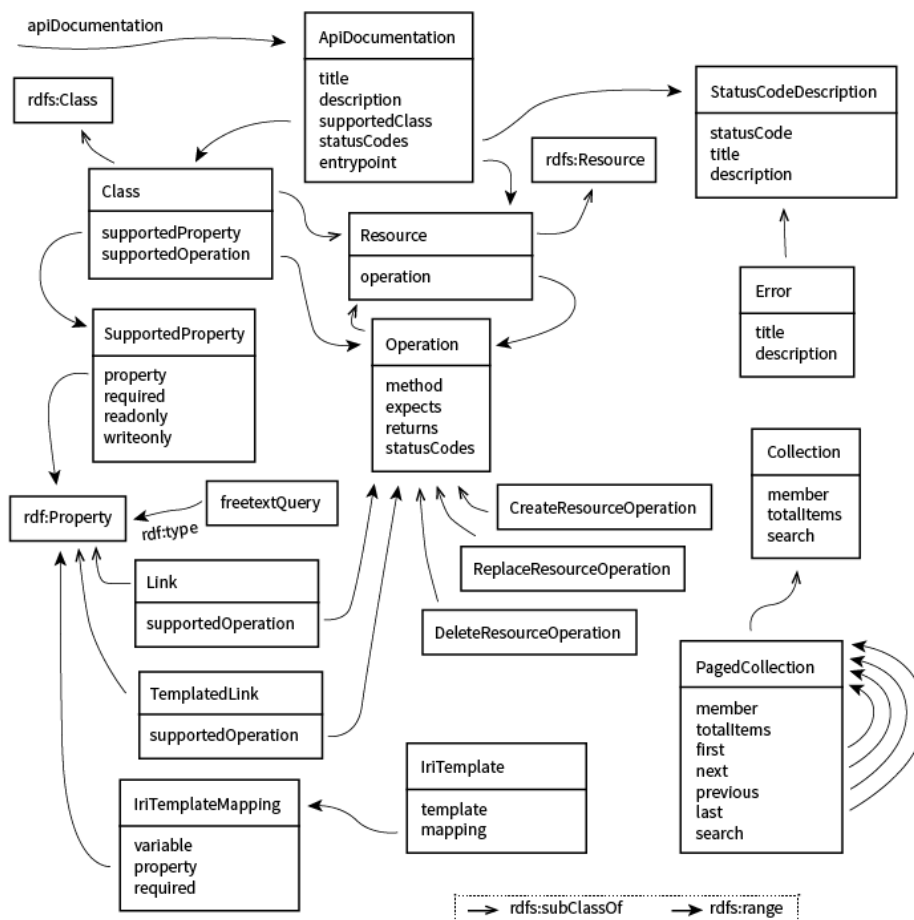 apiDocumentation
ApiDocumentation
title
description
supportedClass
statusCodes
entrypoint
rdfs:Class
StatusCodeDescription
statusCode
title
description
rdfs:Resource
Class
supportedProperty
supportedOperation
Resource
operation
Error
title
description
SupportedProperty
property
required
readonly
writeonly
Operation
method
expects
returns
statusCodes
Collection
member
totalItems
search
rdf:Property
rdf:type
freetextQuery
CreateResourceOperation
ReplaceResourceOperation
DeleteResourceOperation
Link
supportedOperation
TemplatedLink
supportedOperation
PagedCollection
member
totalItems
first
next
previous
last
search
IriTemplate
template
mapping
IriTemplateMapping
variable
property
required
rdfs:subClassOf
rdfs:range